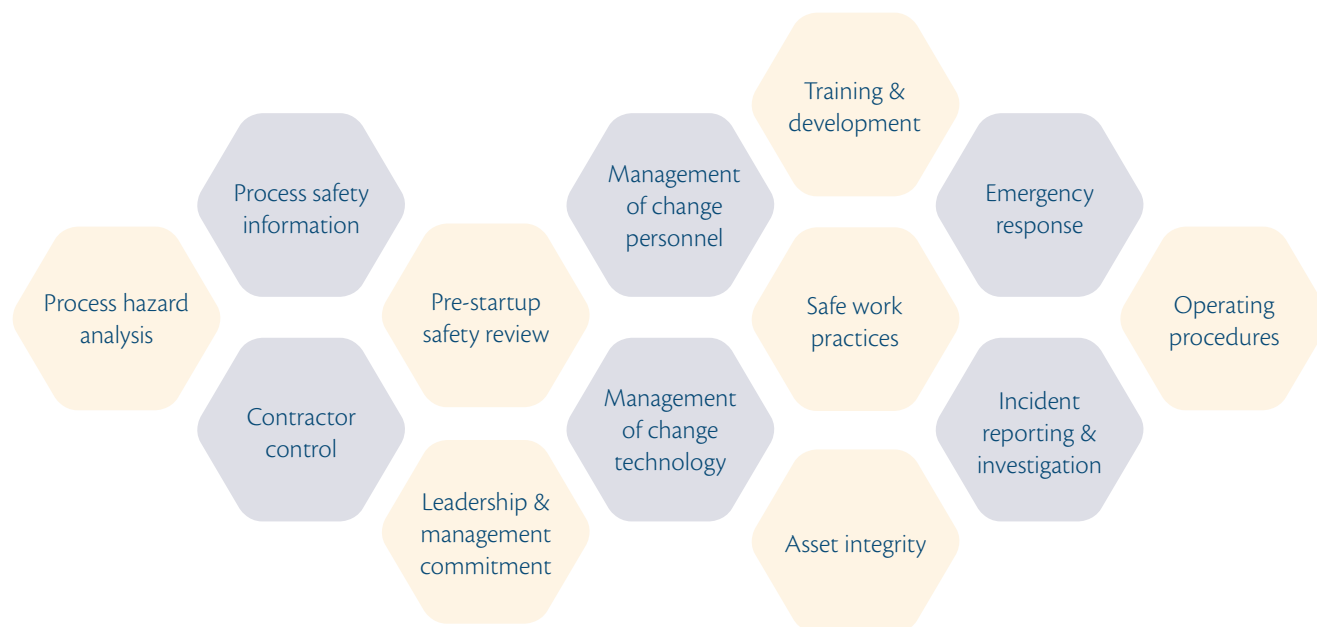 Training &
development
Process safety
information
Management
of change
personnel
Emergency
response
Process hazard
analysis
Pre-startup
safety review
Safe work
practices
Operating
procedures
Contractor
control
Management
of change
technology
Incident
reporting &
investigation
Leadership &
management
commitment
Asset integrity